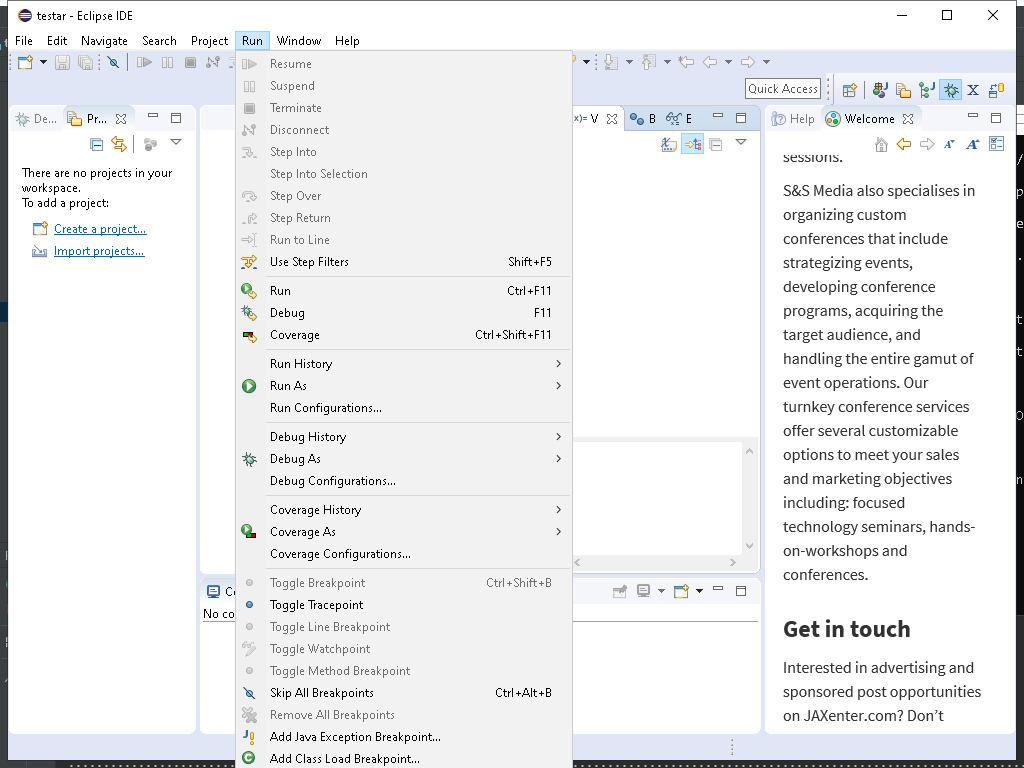 testar - Eclipse IDE
File Edit Navigate Search Project Run Window Help
Quick Access
De...
Pr...
V
B
E
Help
Welcome
There are no projects in your
workspace.
To add a project:
Create a project...
Import projects...
Resume
Suspend
Terminate
Disconnect
Step Into
Step Into Selection
Step Over
Step Return
Run to Line
Use Step Filters Shift+F5
Run Ctrl+F11
Debug F11
Coverage Ctrl+Shift+F11
Run History
Run As
Run Configurations...
Debug History
Debug As
Debug Configurations...
Coverage History
Coverage As
Coverage Configurations...
Toggle Breakpoint Ctrl+Shift+B
Toggle Tracepoint
Toggle Line Breakpoint
Toggle Watchpoint
Toggle Method Breakpoint
Skip All Breakpoints Ctrl+Alt+B
Remove All Breakpoints
Add Java Exception Breakpoint...
Add Class Load Breakpoint...
No co
sessions.
S&S Media also specialises in
organizing custom
conferences that include
strategizing events,
developing conference
programs, acquiring the
target audience, and
handling the entire gamut of
event operations. Our
turnkey conference services
offer several customizable
options to meet your sales
and marketing objectives
including: focused
technology seminars, hands-
on-workshops and
conferences.
Get in touch
Interested in advertising and
sponsored post opportunities
on JAXenter.com? Don’t